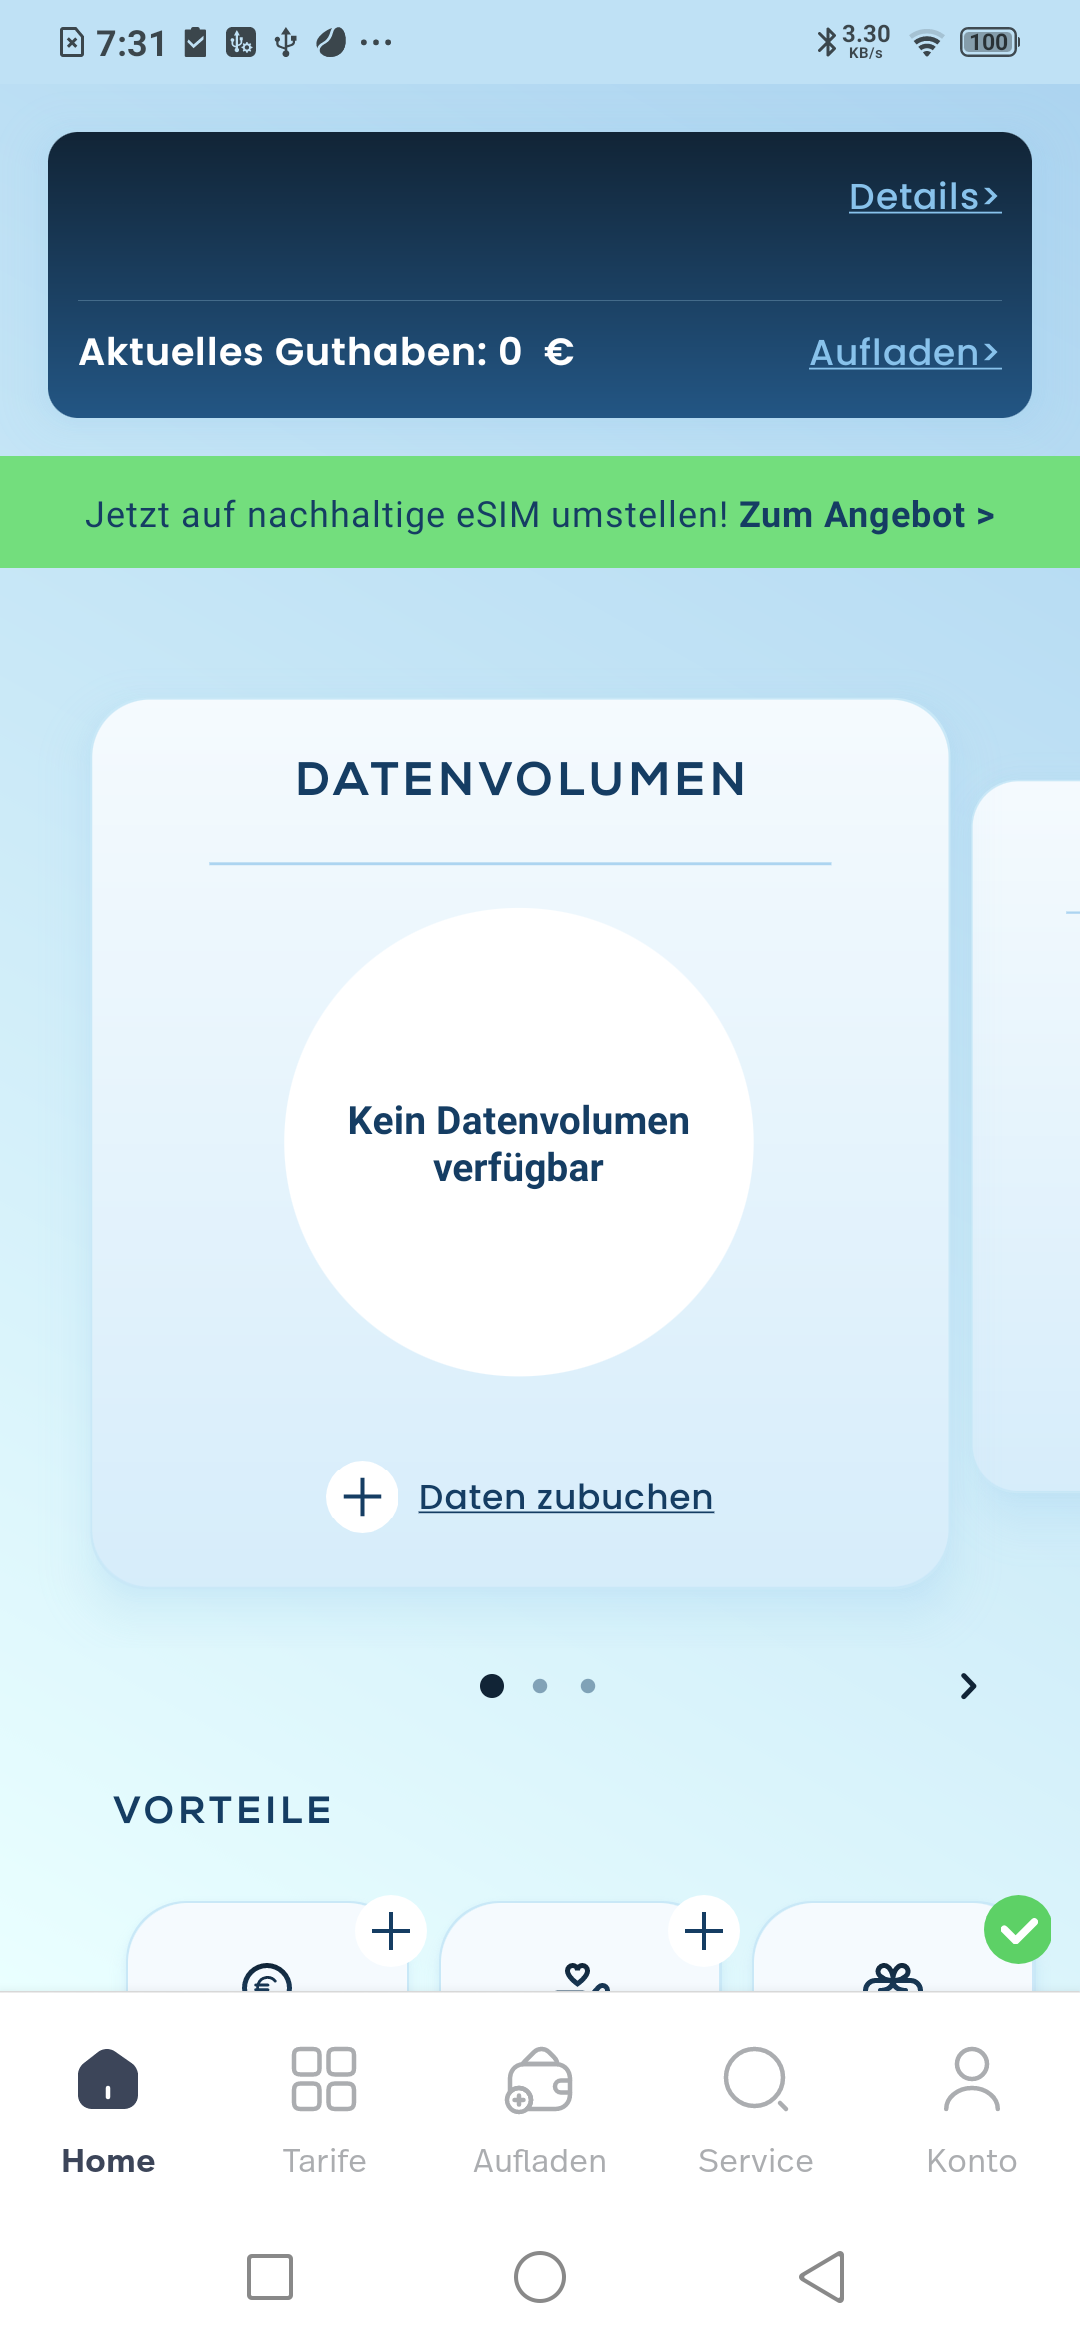 7:31
3.30
KB/s
100
Details>
Aktuelles Guthaben: 0 €
Aufladen>
Jetzt auf nachhaltige eSIM umstellen! Zum Angebot >
DATENVOLUMEN
Kein Datenvolumen
verfügbar
Daten zubuchen
VORTEILE
Home
Tarife
Aufladen
Service
Konto